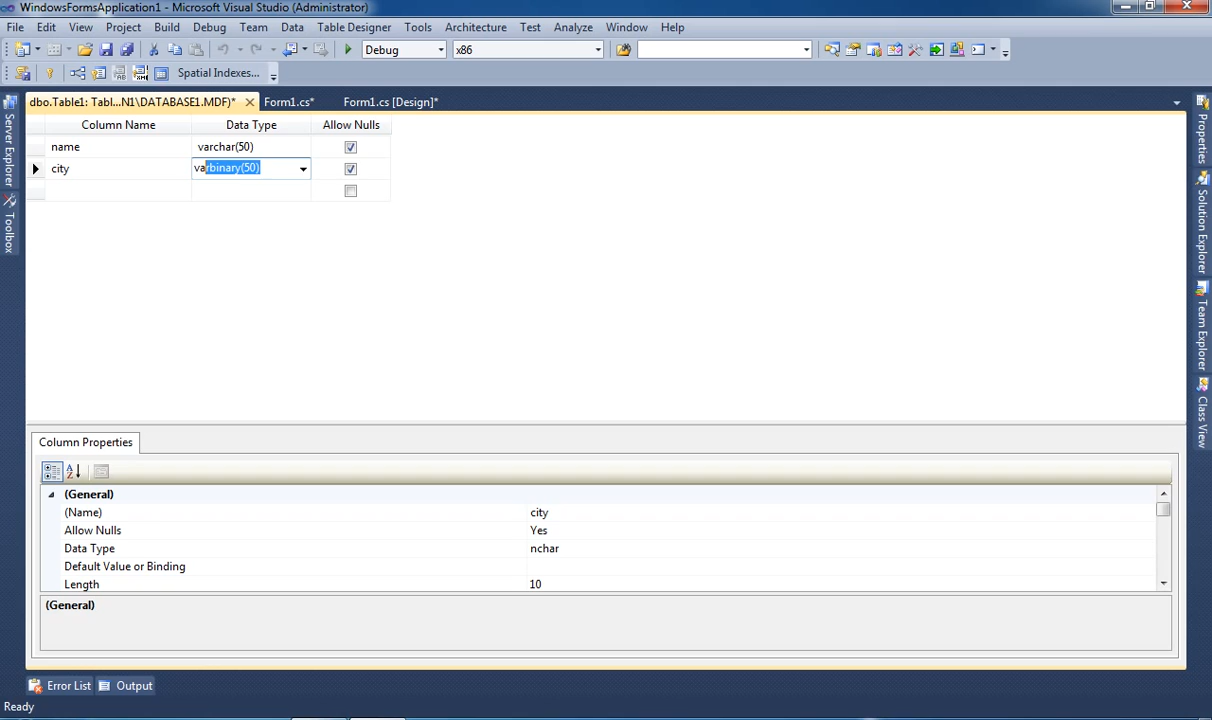 WindowsFormsApplication1 - Microsoft Visual Studio (Administrator)
File Edit View Project Build Debug Team Data Table Designer Tools Architecture Test Analyze Window Help
Debug x86
Spatial Indexes...
dbo.Table1: Tabl...N1\DATABASE1.MDF)* Form1.cs* Form1.cs [Design]*
Column Name Data Type Allow Nulls
name varchar(50)
city varbinary(50)
Server Explorer
Toolbox
Properties
Solution Explorer
Team Explorer
Class View
Column Properties
(General)
(Name) city
Allow Nulls Yes
Data Type nchar
Default Value or Binding
Length 10
(General)
Error List Output
Ready